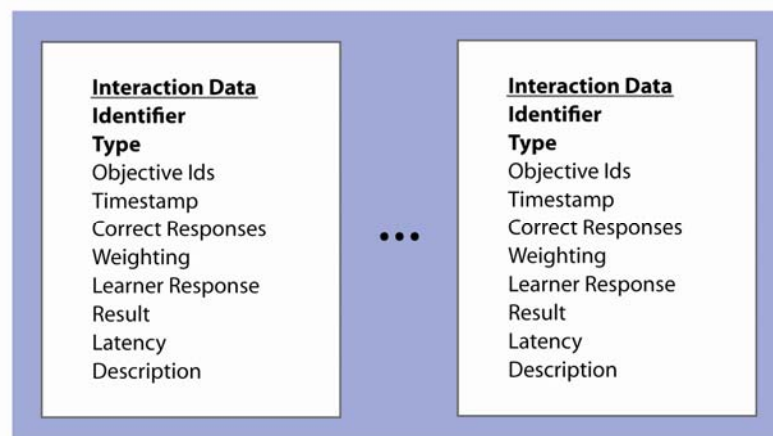 Interaction Data
Identifier
Type
Objective Ids
Timestamp
Correct Responses
Weighting
Learner Response
Result
Latency
Description
...
Interaction Data
Identifier
Type
Objective Ids
Timestamp
Correct Responses
Weighting
Learner Response
Result
Latency
Description